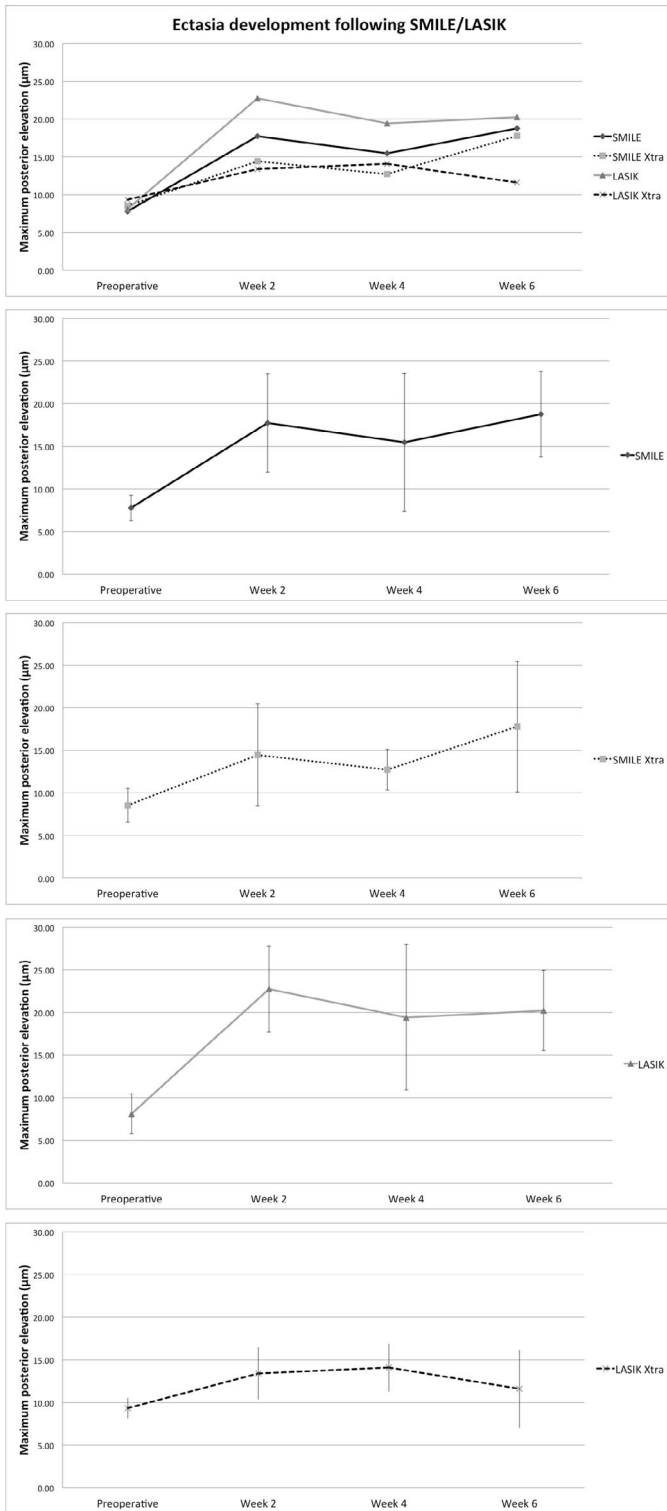 Ectasia development following SMILE/LASIK
Maximum posterior elevation (µm)
30.00
25.00
20.00
15.00
10.00
5.00
0.00
Preoperative Week 2 Week 4 Week 6
SMILE
SMILE Xtra
LASIK
LASIK Xtra
Maximum posterior elevation (µm)
30.00
25.00
20.00
15.00
10.00
5.00
0.00
Preoperative Week 2 Week 4 Week 6
SMILE
Maximum posterior elevation (µm)
30.00
25.00
20.00
15.00
10.00
5.00
0.00
Preoperative Week 2 Week 4 Week 6
SMILE Xtra
Maximum posterior elevation (µm)
30.00
25.00
20.00
15.00
10.00
5.00
0.00
Preoperative Week 2 Week 4 Week 6
LASIK
Maximum posterior elevation (µm)
30.00
25.00
20.00
15.00
10.00
5.00
0.00
Preoperative Week 2 Week 4 Week 6
LASIK Xtra